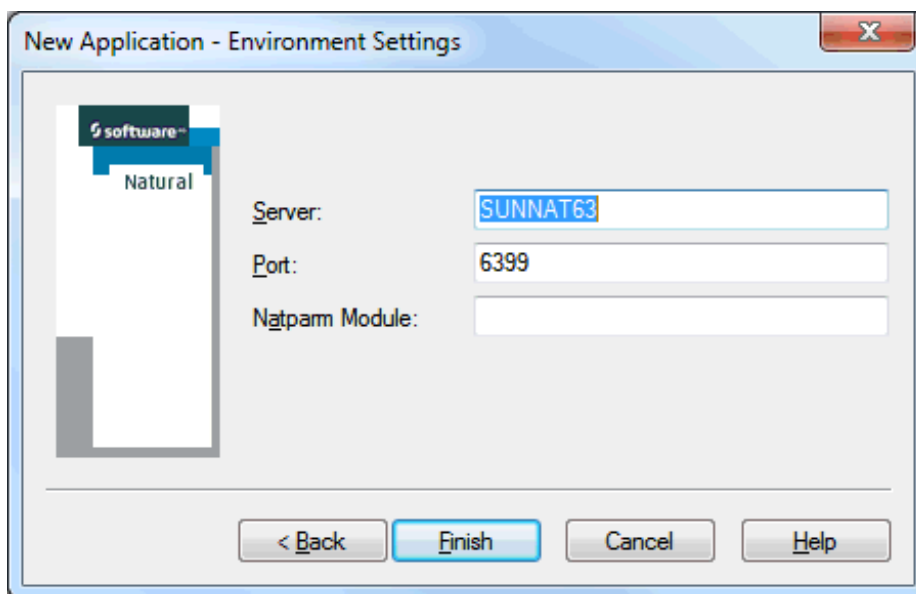 New Application - Environment Settings
software
Natural
Server: SUNNAT63
Port: 6399
Natparm Module:
< Back Finish Cancel Help